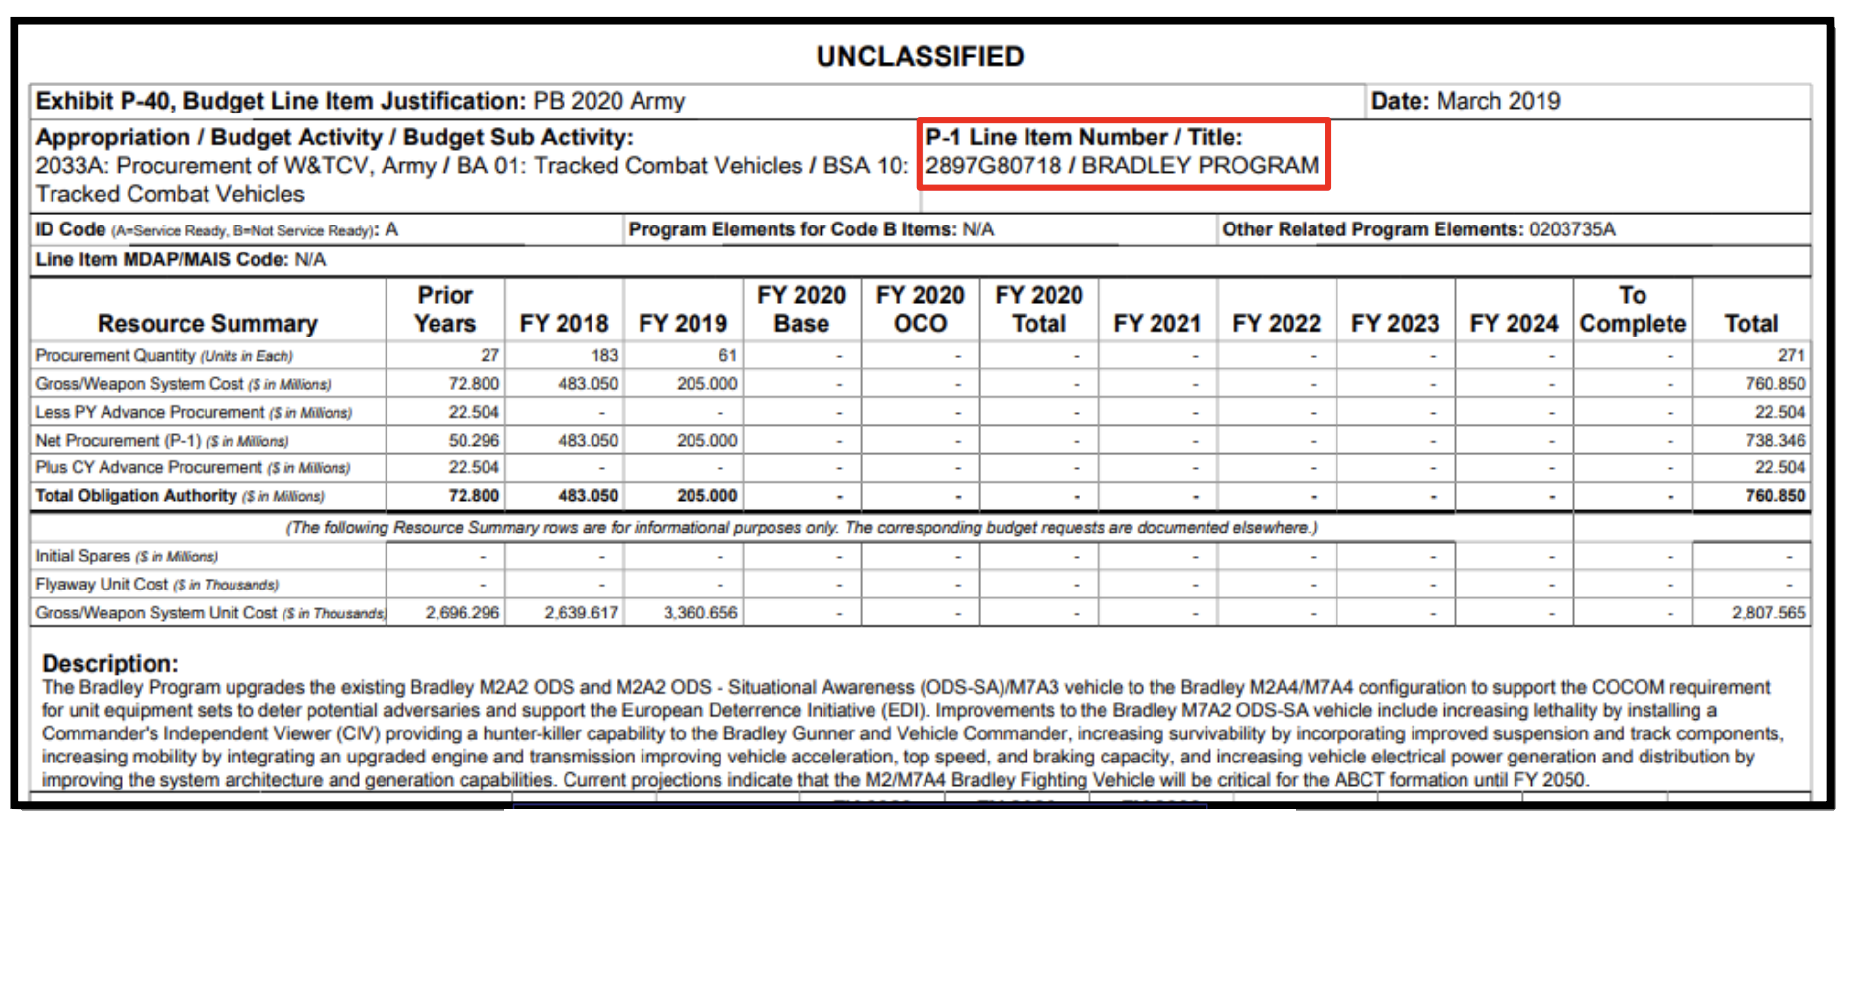 UNCLASSIFIED
Exhibit P-40, Budget Line Item Justification: PB 2020 Army Date: March 2019
Appropriation / Budget Activity / Budget Sub Activity: P-1 Line Item Number / Title:
2033A: Procurement of W&TCV, Army / BA 01: Tracked Combat Vehicles / BSA 10: 2897G80718 / BRADLEY PROGRAM
Tracked Combat Vehicles
ID Code (A=Service Ready, B=Not Service Ready): A Program Elements for Code B Items: N/A Other Related Program Elements: 0203735A
Line Item MDAP/MAIS Code: N/A
Resource Summary Prior Years FY 2018 FY 2019 FY 2020 Base FY 2020 OCO FY 2020 Total FY 2021 FY 2022 FY 2023 FY 2024 To Complete Total
Procurement Quantity (Units in Each) 27 183 61 - - - - - - - - 271
Gross/Weapon System Cost ($ in Millions) 72.800 483.050 205.000 - - - - - - - - 760.850
Less PY Advance Procurement ($ in Millions) 22.504 - - - - - - - - - - 22.504
Net Procurement (P-1) ($ in Millions) 50.296 483.050 205.000 - - - - - - - - 738.346
Plus CY Advance Procurement ($ in Millions) 22.504 - - - - - - - - - - 22.504
Total Obligation Authority ($ in Millions) 72.800 483.050 205.000 - - - - - - - - 760.850
(The following Resource Summary rows are for informational purposes only. The corresponding budget requests are documented elsewhere.)
Initial Spares ($ in Millions) - - - - - - - - - - - -
Flyaway Unit Cost ($ in Thousands) - - - - - - - - - - - -
Gross/Weapon System Unit Cost ($ in Thousands) 2,696.296 2,639.617 3,360.656 - - - - - - - - 2,807.565
Description:
The Bradley Program upgrades the existing Bradley M2A2 ODS and M2A2 ODS - Situational Awareness (ODS-SA)/M7A3 vehicle to the Bradley M2A4/M7A4 configuration to support the COCOM requirement
for unit equipment sets to deter potential adversaries and support the European Deterrence Initiative (EDI). Improvements to the Bradley M7A2 ODS-SA vehicle include increasing lethality by installing a
Commander's Independent Viewer (CIV) providing a hunter-killer capability to the Bradley Gunner and Vehicle Commander, increasing survivability by incorporating improved suspension and track components,
increasing mobility by integrating an upgraded engine and transmission improving vehicle acceleration, top speed, and braking capacity, and increasing vehicle electrical power generation and distribution by
improving the system architecture and generation capabilities. Current projections indicate that the M2/M7A4 Bradley Fighting Vehicle will be critical for the ABCT formation until FY 2050.